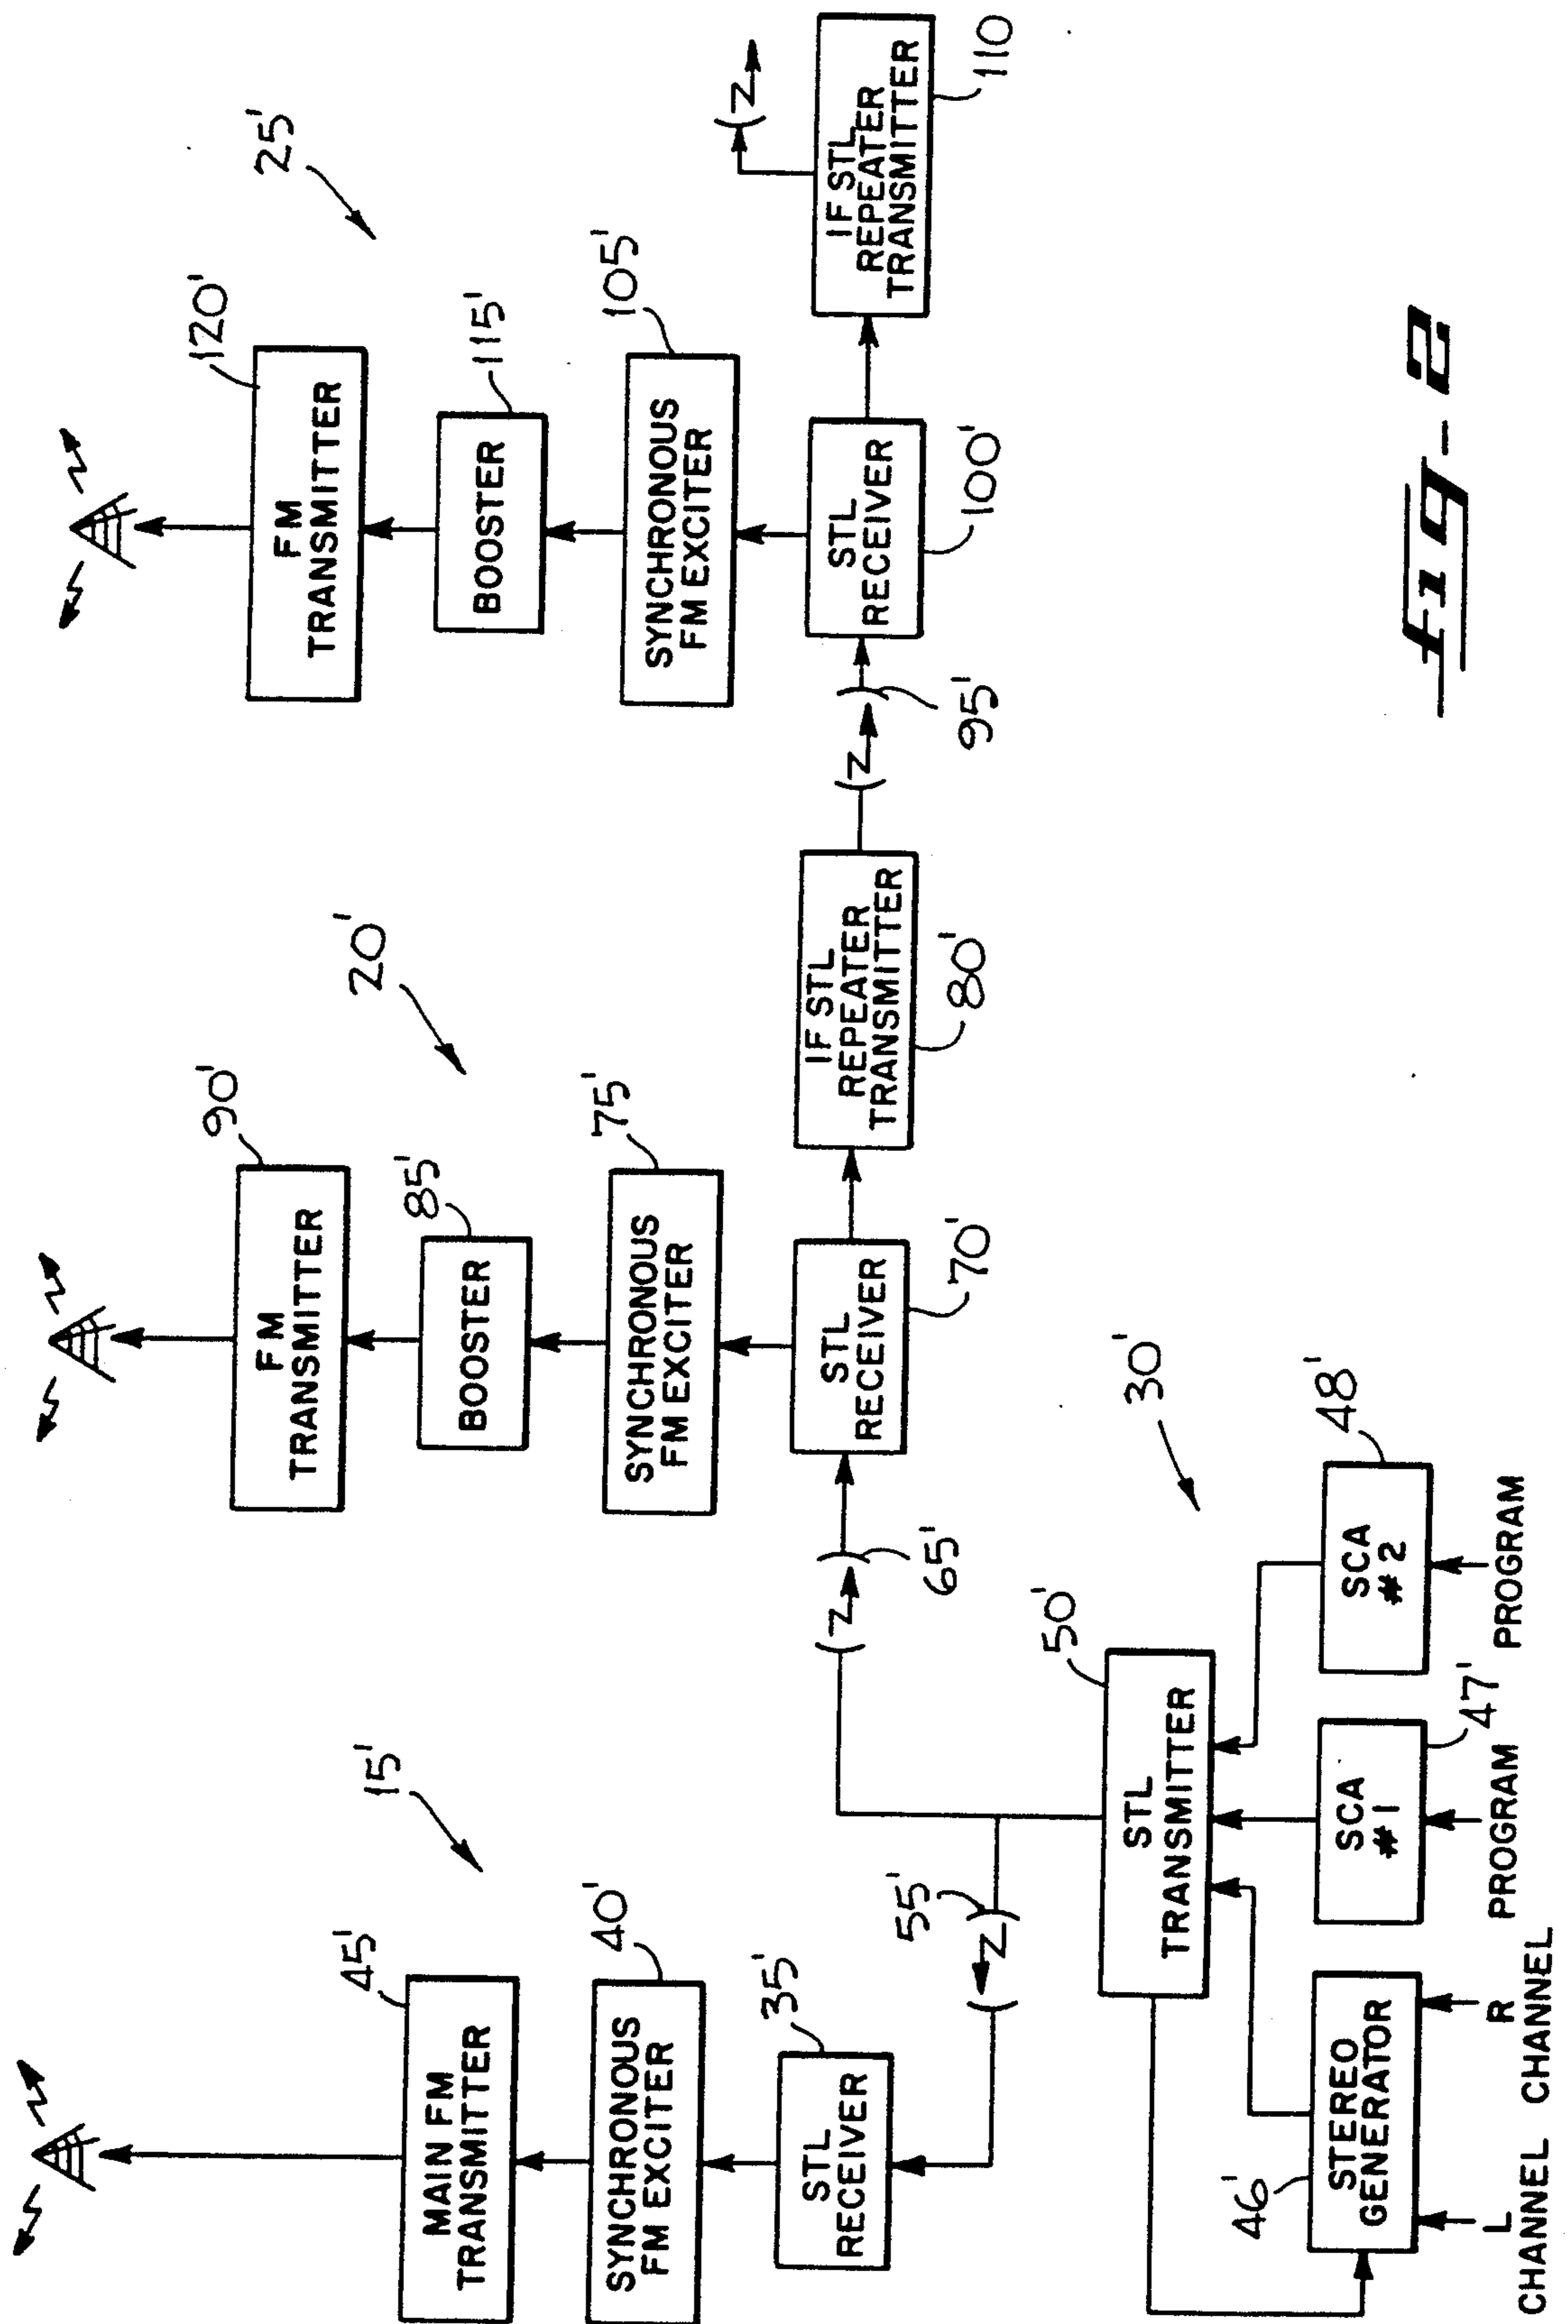 25'
120'
FM
TRANSMITTER
115'
BOOSTER
105'
SYNCHRONOUS
FM EXCITER
STL
RECEIVER
100'
95'
IF STL
REPEATER
TRANSMITTER
110
20'
90'
FM
TRANSMITTER
85'
BOOSTER
75'
SYNCHRONOUS
FM EXCITER
STL
RECEIVER
70'
65'
IF STL
REPEATER
TRANSMITTER
80'
15'
45'
MAIN FM
TRANSMITTER
40'
SYNCHRONOUS
FM EXCITER
35'
STL
RECEIVER
55'
30'
50'
STL
TRANSMITTER
46'
STEREO
GENERATOR
L
CHANNEL
R
CHANNEL
SCA
#1
47'
PROGRAM
SCA
#2
48'
PROGRAM
fig-2